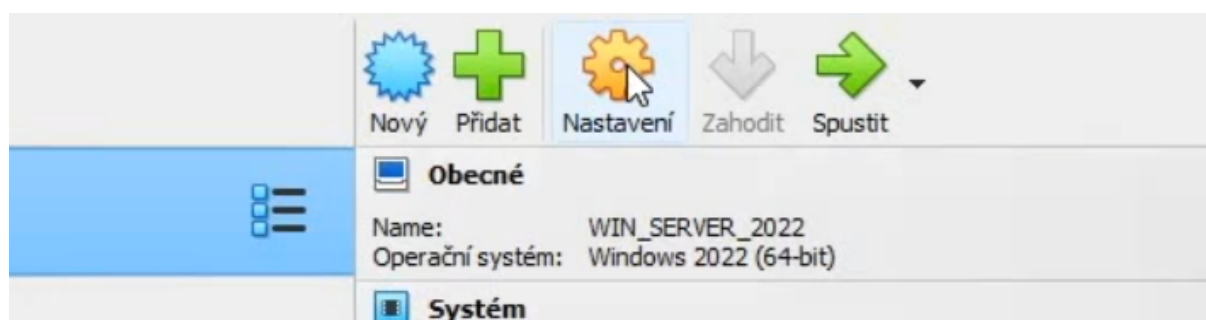 Nový Přidat Nastavení Zahodit Spustit
Obecné
Name: WIN_SERVER_2022
Operační systém: Windows 2022 (64-bit)
Systém